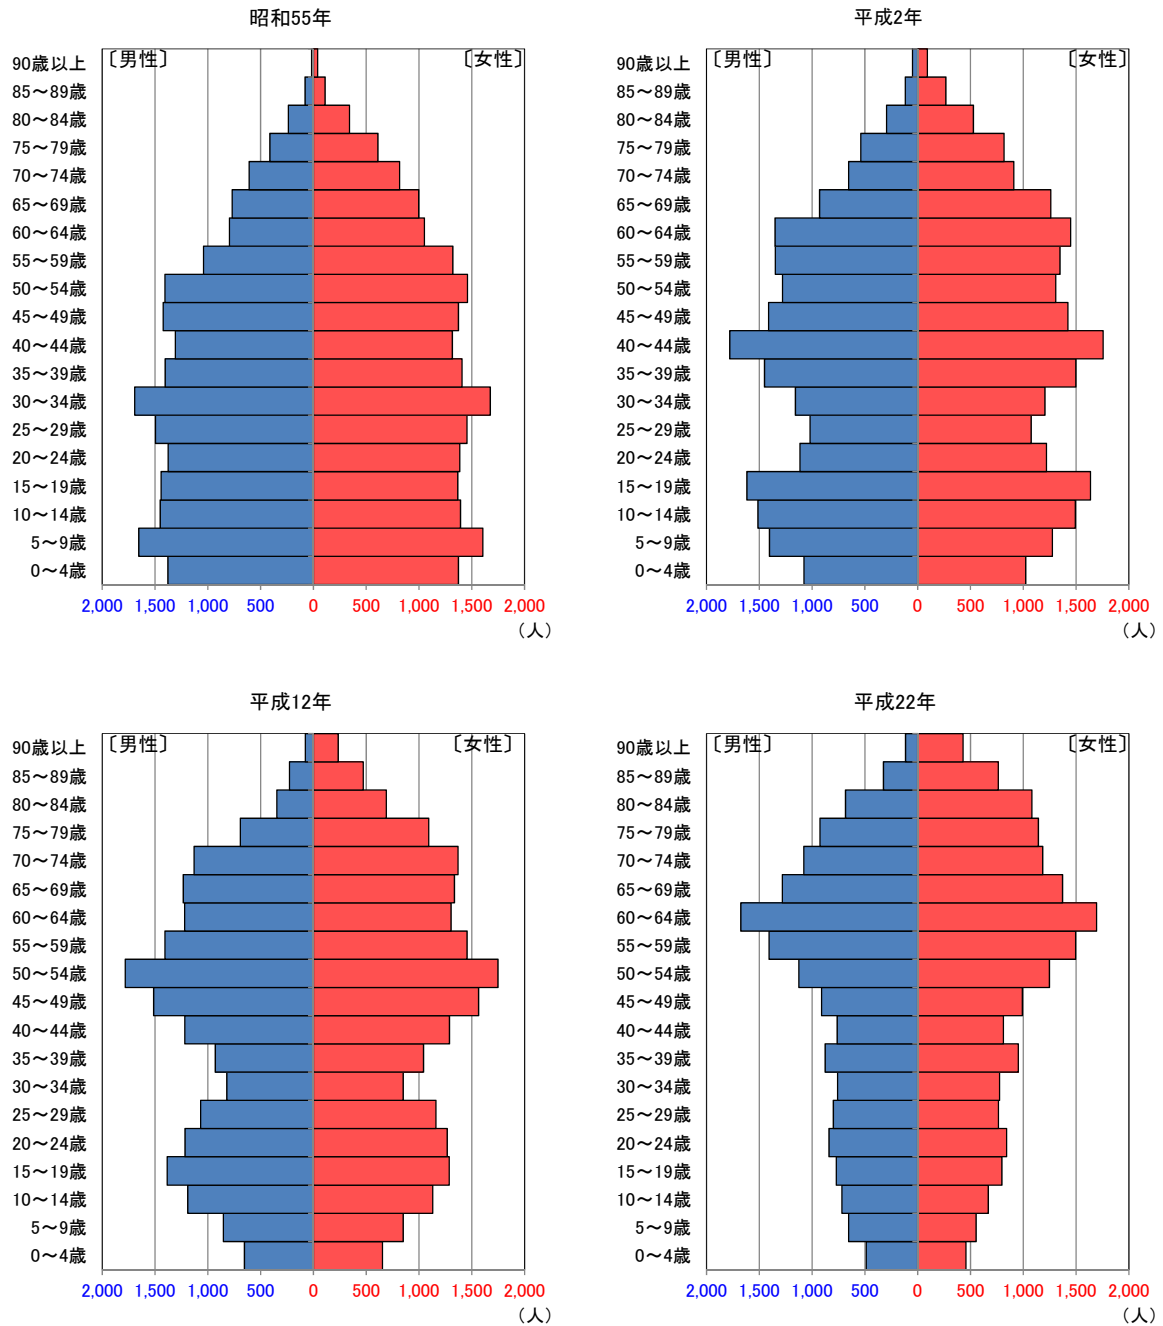 昭和55年
〔男性〕
〔女性〕
90歳以上
85～89歳
80～84歳
75～79歳
70～74歳
65～69歳
60～64歳
55～59歳
50～54歳
45～49歳
40～44歳
35～39歳
30～34歳
25～29歳
20～24歳
15～19歳
10～14歳
5～9歳
0～4歳
2,000 1,500 1,000 500 0 500 1,000 1,500 2,000
（人）
平成2年
〔男性〕
〔女性〕
90歳以上
85～89歳
80～84歳
75～79歳
70～74歳
65～69歳
60～64歳
55～59歳
50～54歳
45～49歳
40～44歳
35～39歳
30～34歳
25～29歳
20～24歳
15～19歳
10～14歳
5～9歳
0～4歳
2,000 1,500 1,000 500 0 500 1,000 1,500 2,000
（人）
平成12年
〔男性〕
〔女性〕
90歳以上
85～89歳
80～84歳
75～79歳
70～74歳
65～69歳
60～64歳
55～59歳
50～54歳
45～49歳
40～44歳
35～39歳
30～34歳
25～29歳
20～24歳
15～19歳
10～14歳
5～9歳
0～4歳
2,000 1,500 1,000 500 0 500 1,000 1,500 2,000
（人）
平成22年
〔男性〕
〔女性〕
90歳以上
85～89歳
80～84歳
75～79歳
70～74歳
65～69歳
60～64歳
55～59歳
50～54歳
45～49歳
40～44歳
35～39歳
30～34歳
25～29歳
20～24歳
15～19歳
10～14歳
5～9歳
0～4歳
2,000 1,500 1,000 500 0 500 1,000 1,500 2,000
（人）